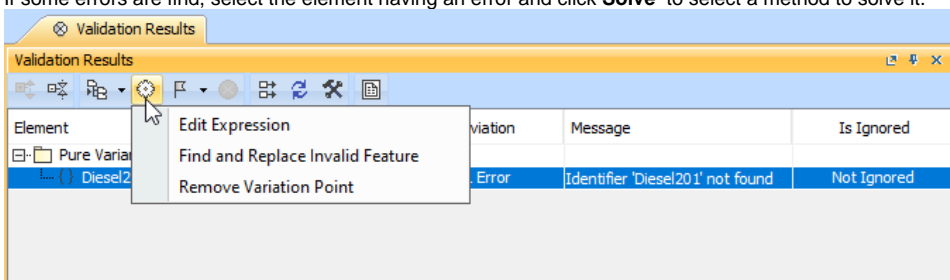 If some errors are find, select the element having an error and click Solve to select a method to solve it.
Validation Results
Validation Results
Element viation Message Is Ignored
Edit Expression
Pure Varia
Find and Replace Invalid Feature
Diesel2 Error Identifier 'Diesel201' not found Not Ignored
Remove Variation Point